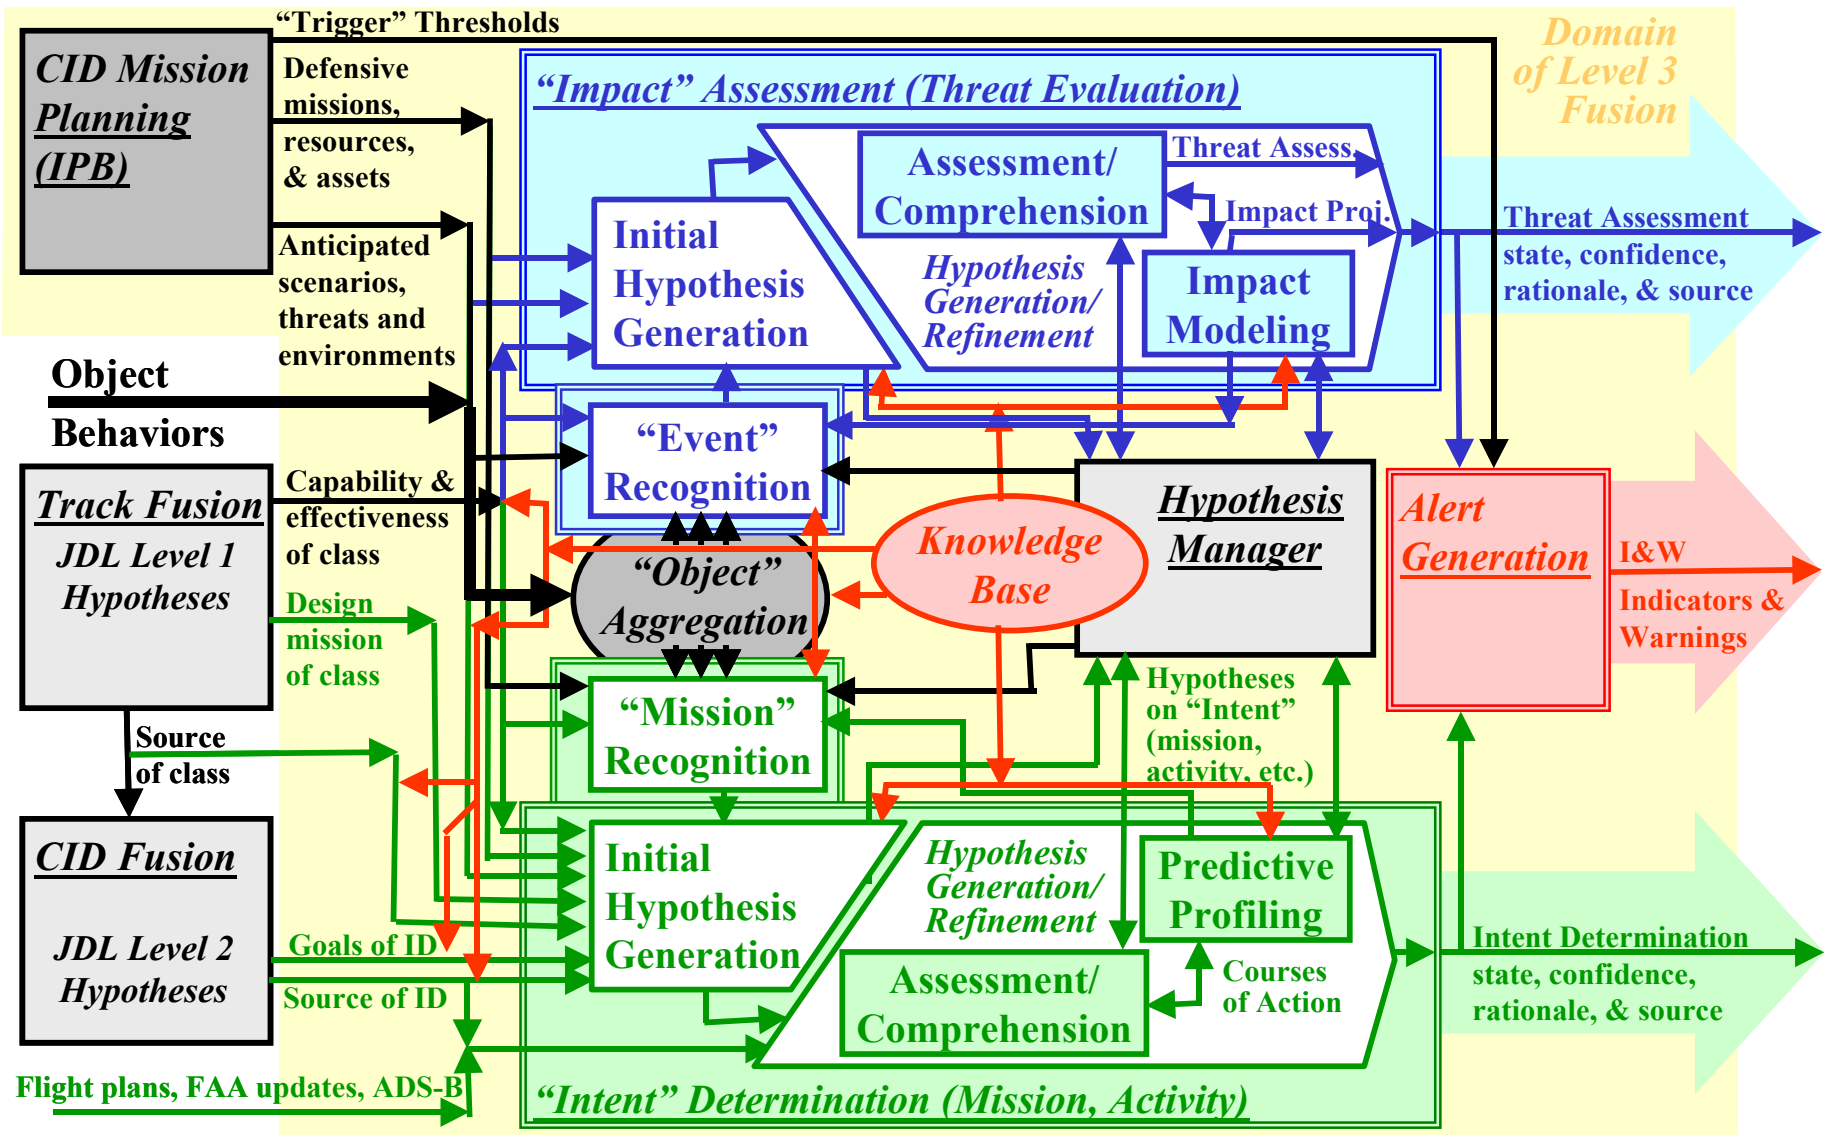 “Trigger” Thresholds
CID Mission
Planning
(IPB)
Defensive
missions,
resources,
& assets
Anticipated
scenarios,
threats and
environments
Object
Behaviors
Track Fusion
JDL Level 1
Hypotheses
Capability &
effectiveness
of class
Design
mission
of class
Source
of class
CID Fusion
JDL Level 2
Hypotheses
Goals of ID
Source of ID
Flight plans, FAA updates, ADS-B
“Impact” Assessment (Threat Evaluation)
Initial
Hypothesis
Generation
Assessment/
Comprehension
Threat Assess.
Impact Proj.
Hypothesis
Generation/
Refinement
Impact
Modeling
“Event”
Recognition
“Object”
Aggregation
“Mission”
Recognition
Knowledge
Base
Hypothesis
Manager
Hypotheses
on “Intent”
(mission,
activity, etc.)
Initial
Hypothesis
Generation
Hypothesis
Generation/
Refinement
Predictive
Profiling
Assessment/
Comprehension
Courses
of Action
“Intent” Determination (Mission, Activity)
Domain
of Level 3
Fusion
Threat Assessment
state, confidence,
rationale, & source
Alert
Generation
I&W
Indicators &
Warnings
Intent Determination
state, confidence,
rationale, & source